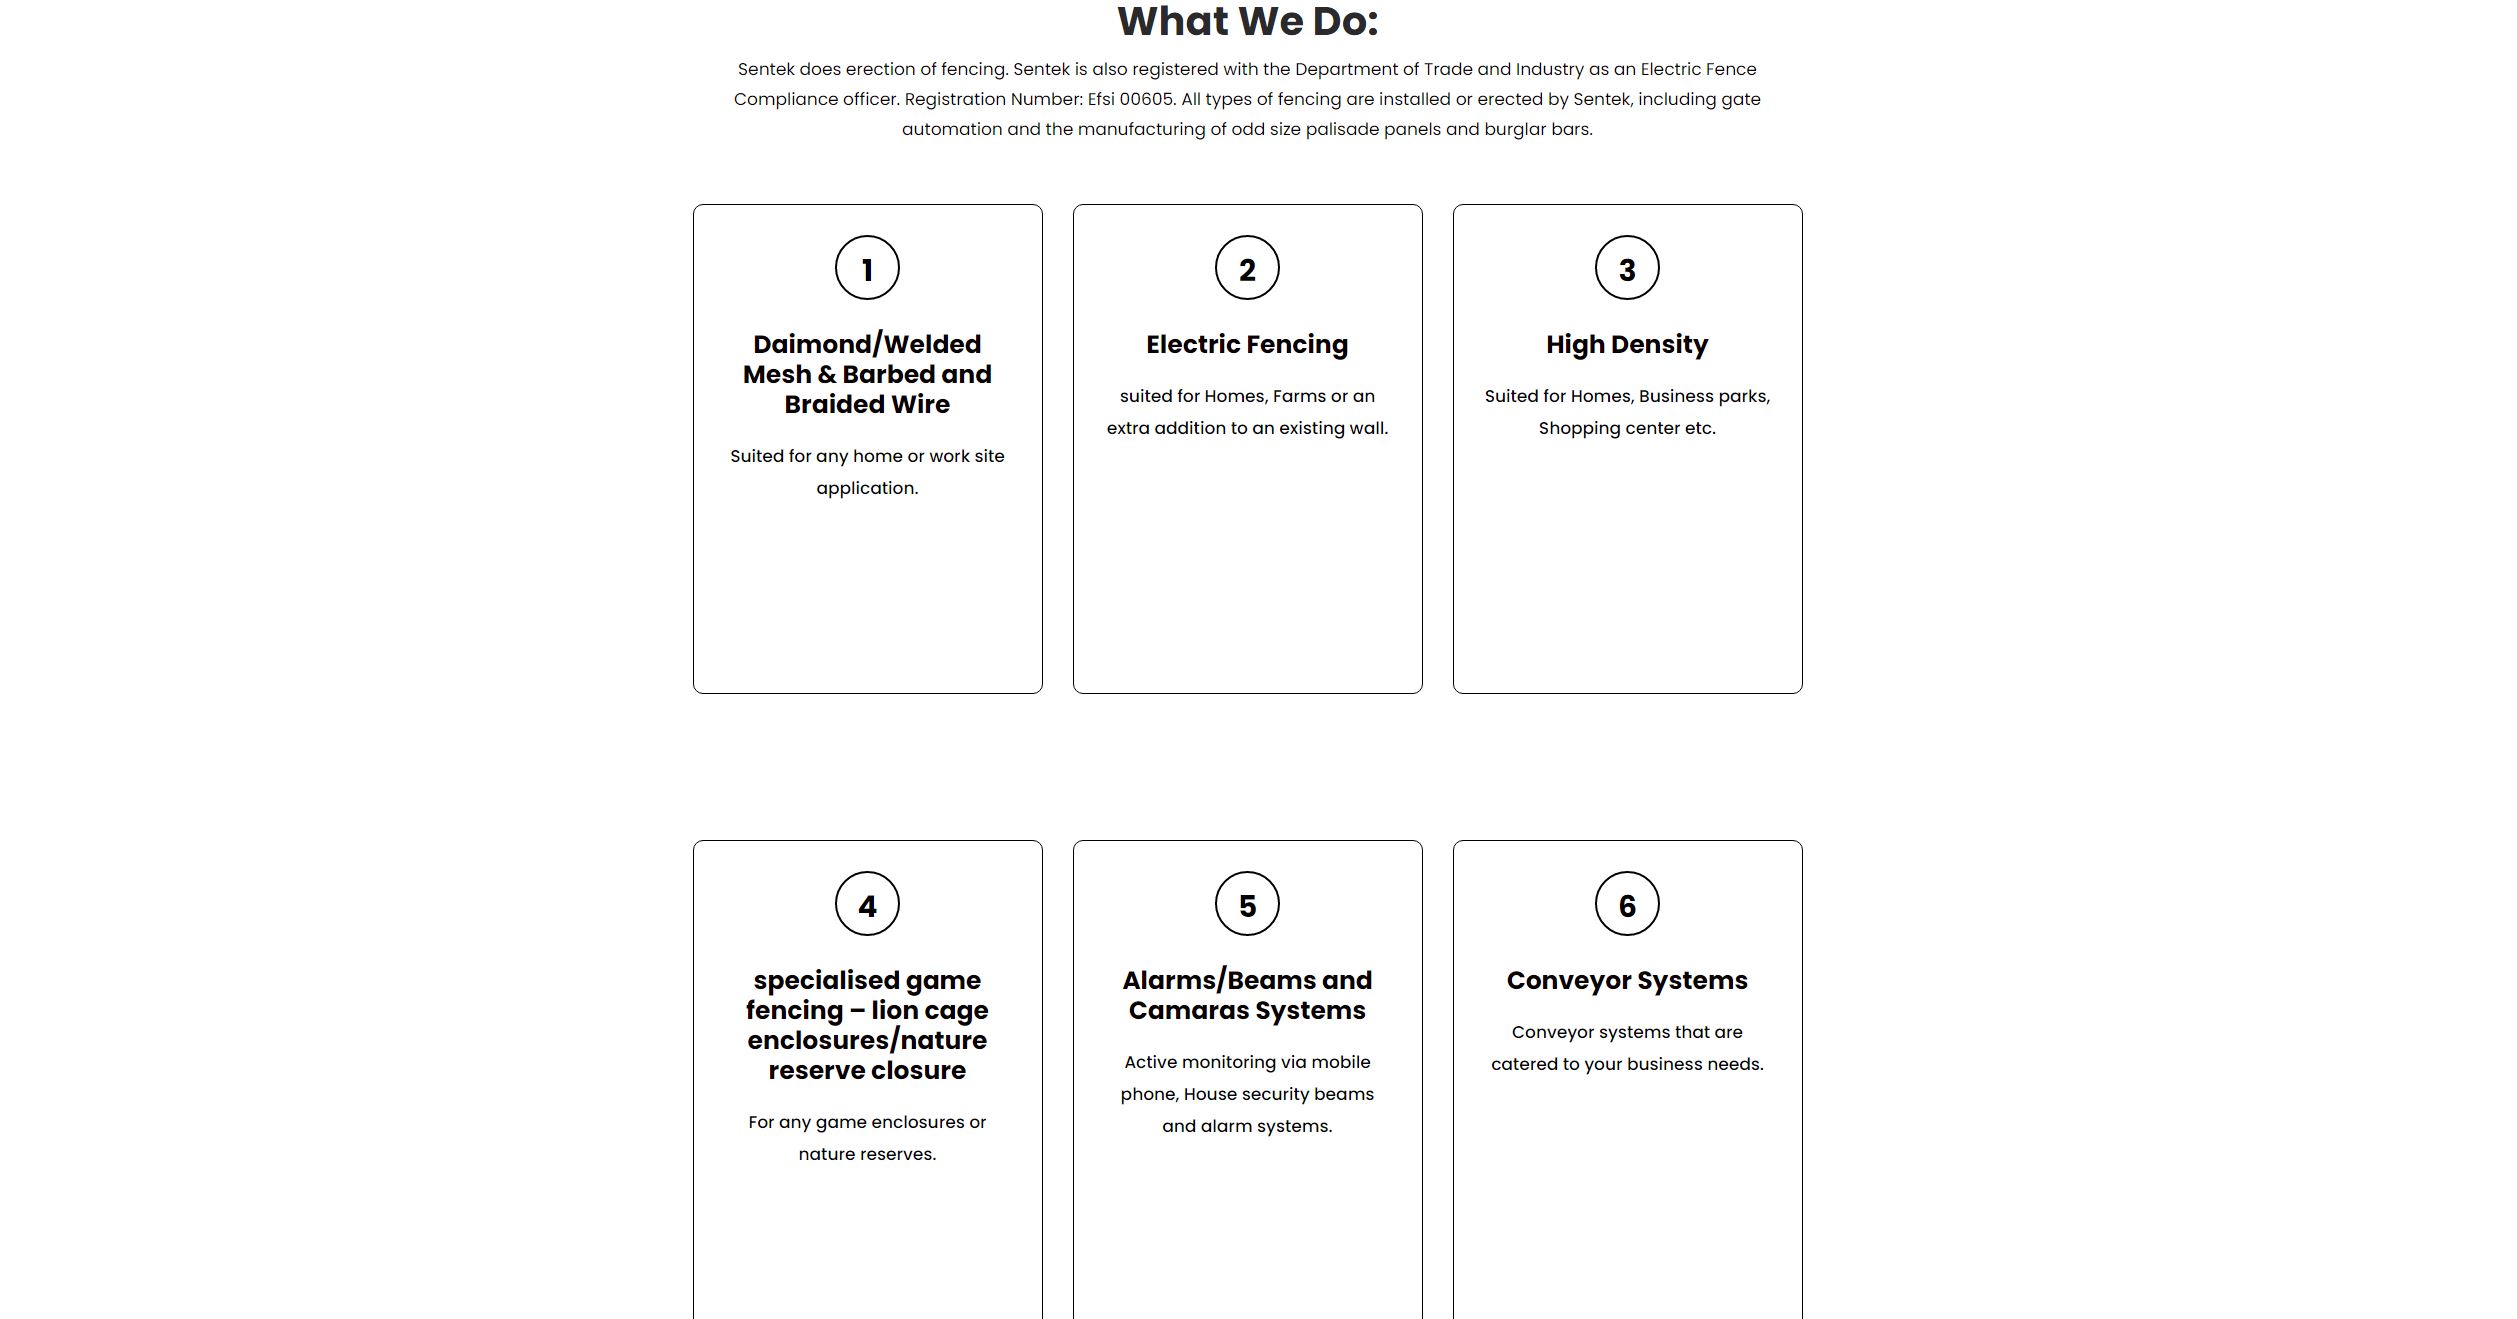 What We Do:
Sentek does erection of fencing. Sentek is also registered with the Department of Trade and Industry as an Electric Fence
Compliance officer. Registration Number: Efsi 00605. All types of fencing are installed or erected by Sentek, including gate
automation and the manufacturing of odd size palisade panels and burglar bars.
1
Daimond/Welded
Mesh & Barbed and
Braided Wire
Suited for any home or work site
application.
2
Electric Fencing
suited for Homes, Farms or an
extra addition to an existing wall.
3
High Density
Suited for Homes, Business parks,
Shopping center etc.
4
specialised game
fencing – lion cage
enclosures/nature
reserve closure
For any game enclosures or
nature reserves.
5
Alarms/Beams and
Camaras Systems
Active monitoring via mobile
phone, House security beams
and alarm systems.
6
Conveyor Systems
Conveyor systems that are
catered to your business needs.